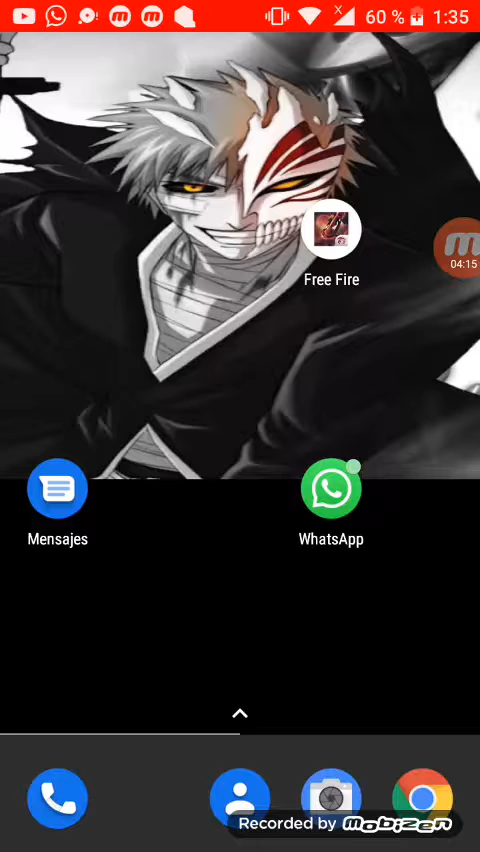 60 % 1:35
m
04:15
Free Fire
Mensajes
WhatsApp
Recorded by mobizen